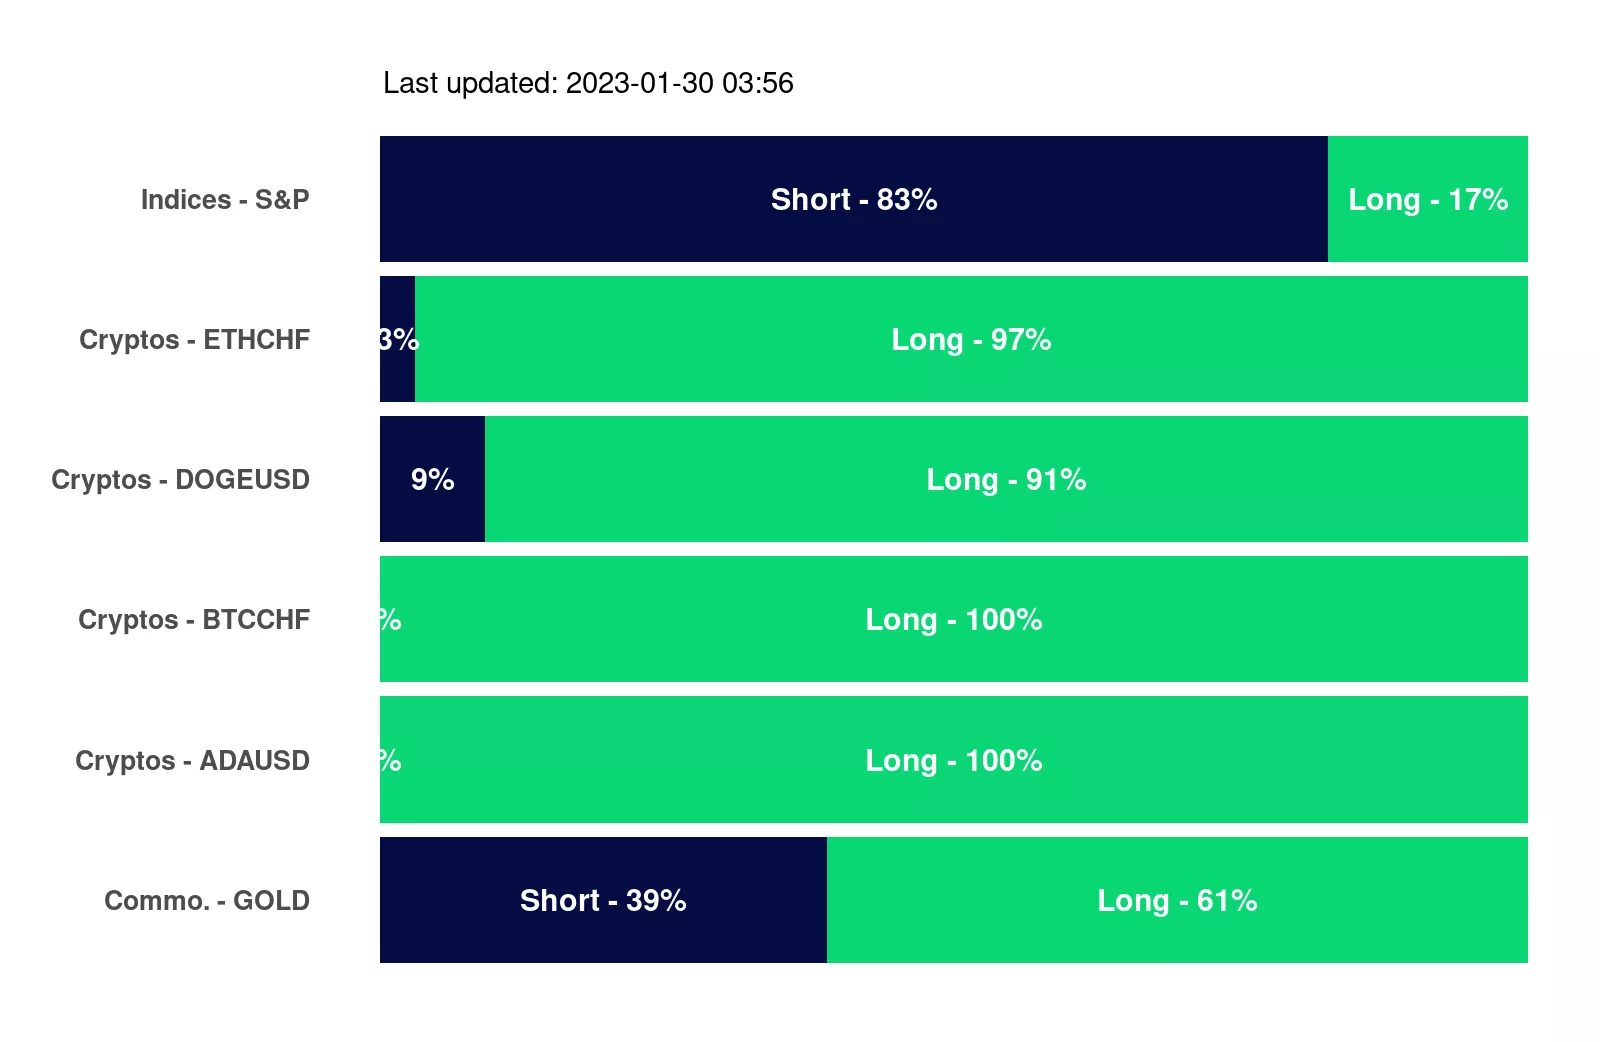 Last updated: 2023-01-30 03:56
Indices - S&P Short - 83% Long - 17%
Cryptos - ETHCHF 3% Long - 97%
Cryptos - DOGEUSD 9% Long - 91%
Cryptos - BTCCHF % Long - 100%
Cryptos - ADAUSD % Long - 100%
Commo. - GOLD Short - 39% Long - 61%